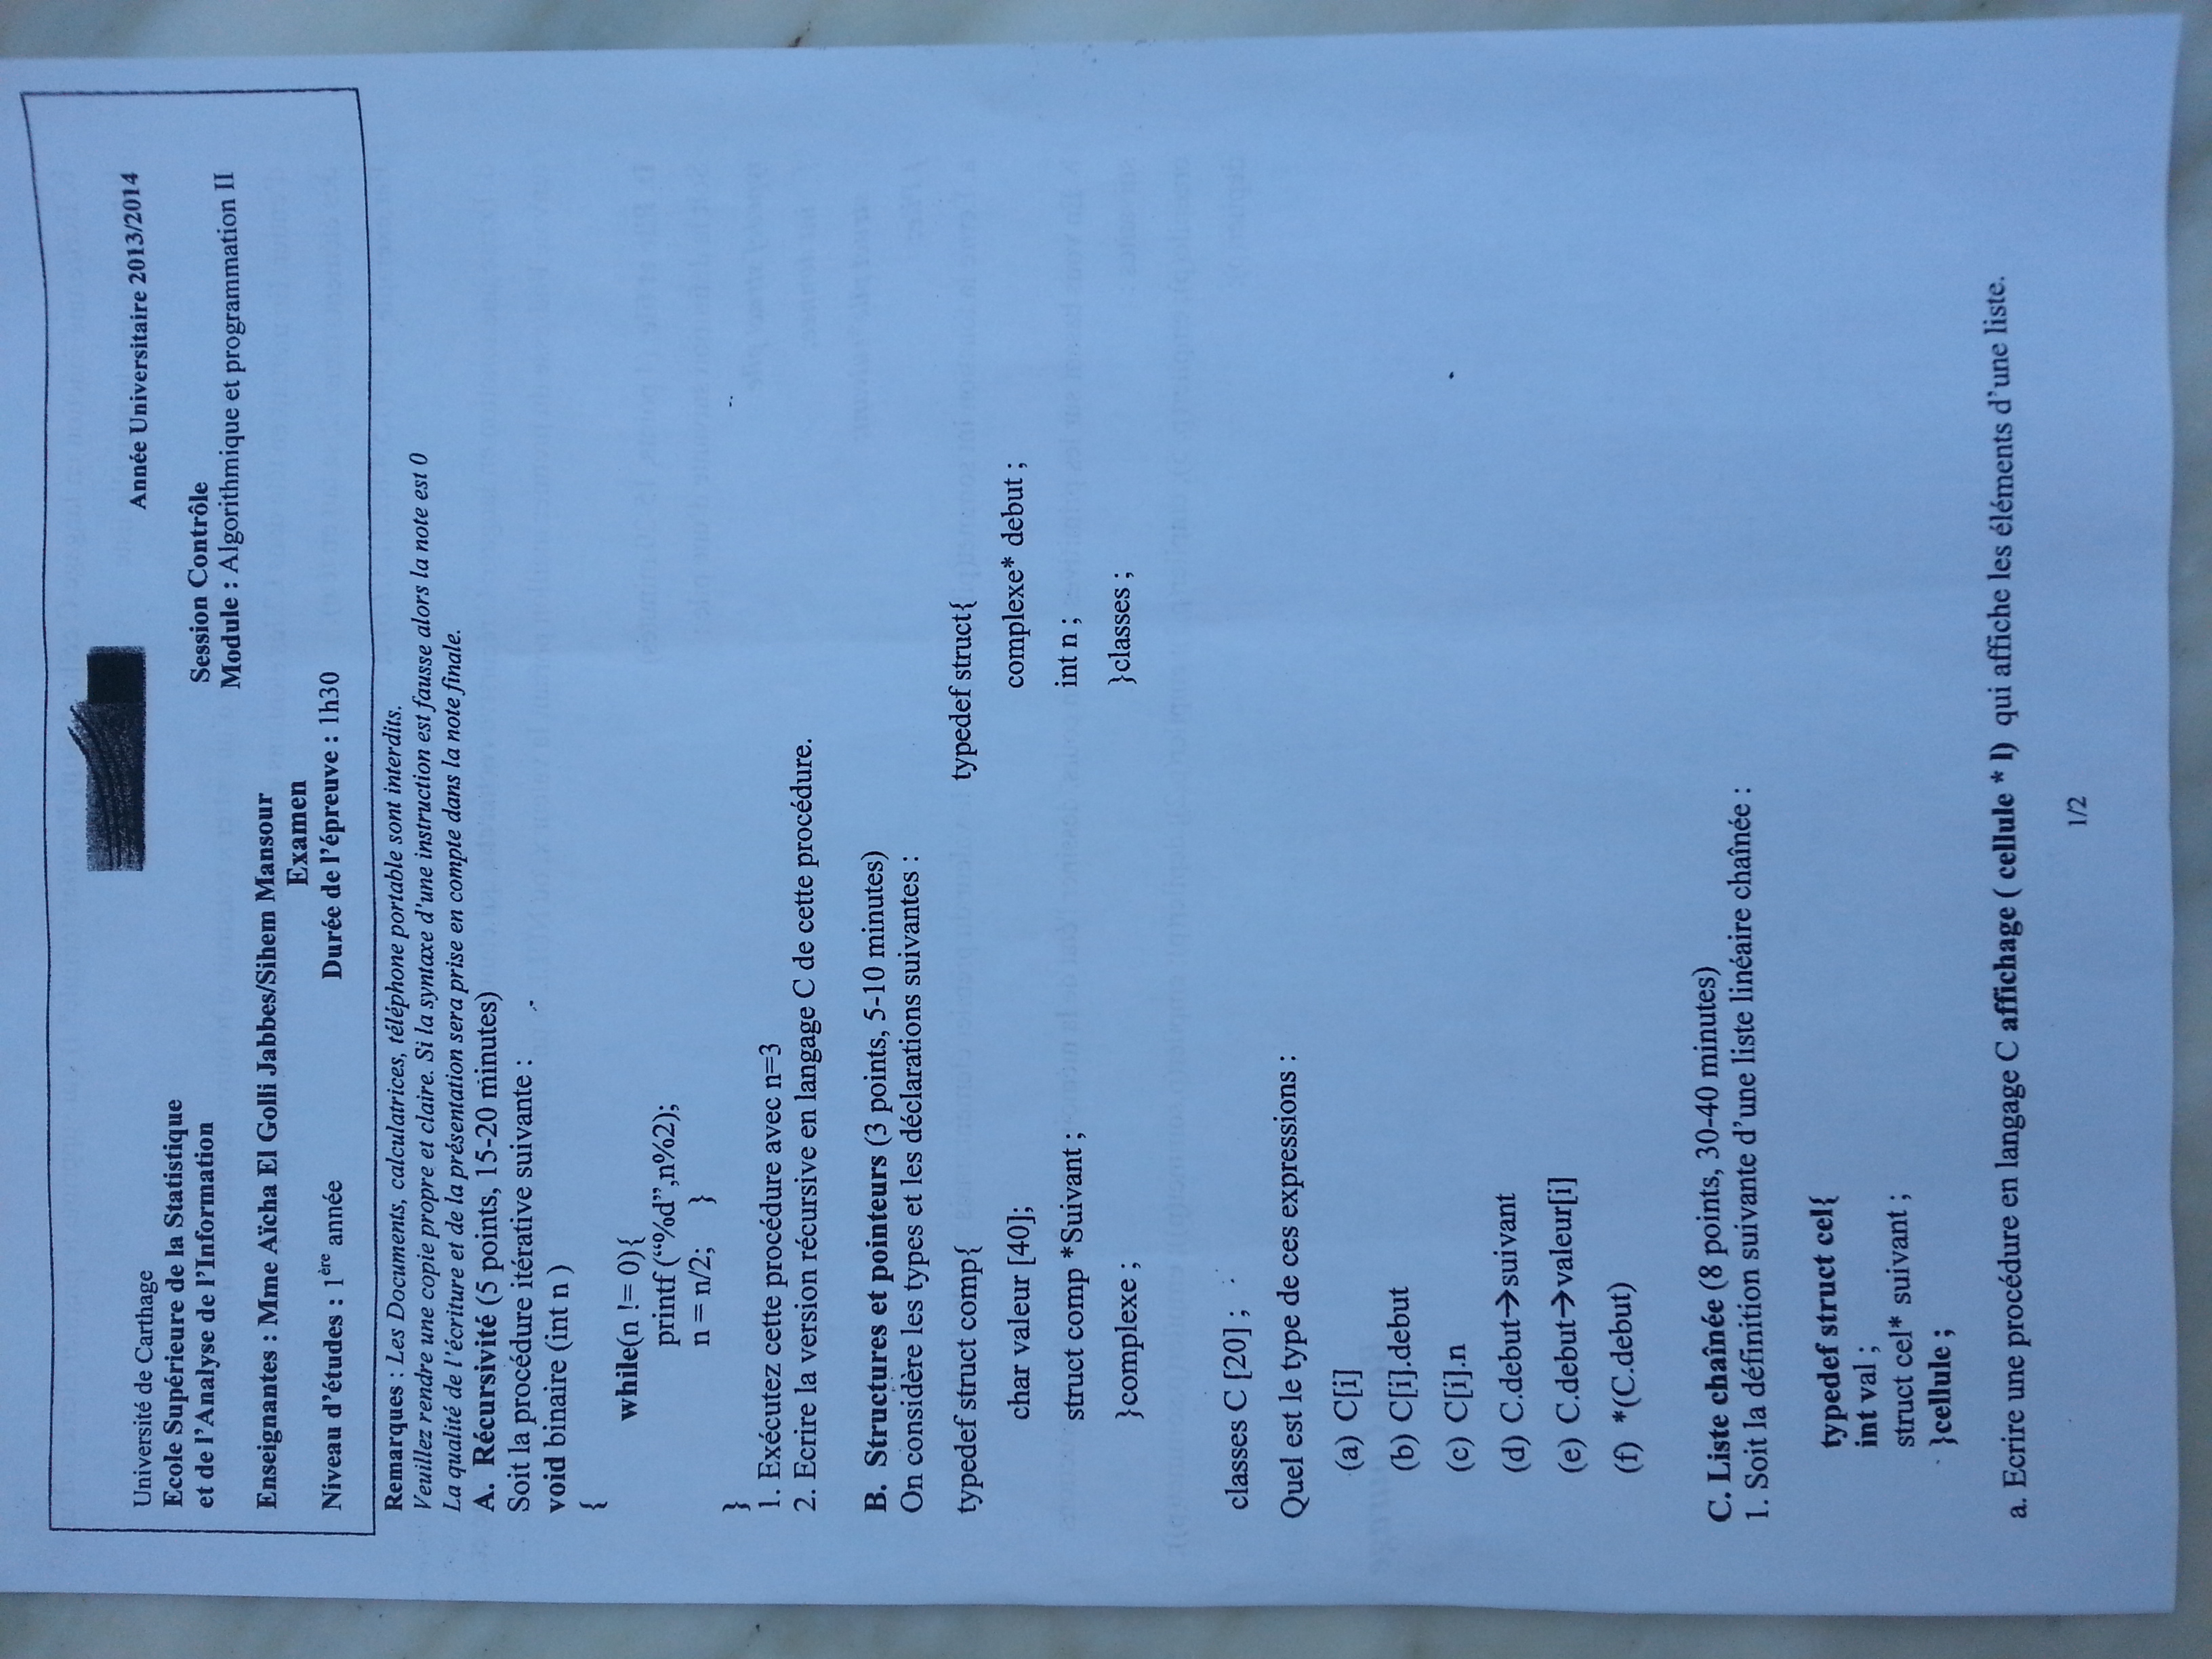 Université de Carthage
Année Universitaire 2013/2014
Ecole Supérieure de la Statistique
et de l'Analyse de l'Information
Session Contrôle
Module : Algorithmique et programmation II
Enseignantes : Mme Aïcha El Golli Jabbes/Sihem Mansour
Examen
Niveau d'études : 1ère année
Durée de l'épreuve : 1h30
Remarques : Les Documents, calculatrices, téléphone portable sont interdits.
Veuillez rendre une copie propre et claire. Si la syntaxe d'une instruction est fausse alors la note est 0
La qualité de l'écriture et de la présentation sera prise en compte dans la note finale.
A. Récursivité (5 points, 15-20 minutes)
Soit la procédure itérative suivante :
void binaire (int n )
{
while(n != 0){
printf (“%d”,n%2);
n = n/2; }
}
1. Exécutez cette procédure avec n=3
2. Ecrire la version récursive en langage C de cette procédure.
B. Structures et pointeurs (3 points, 5-10 minutes)
On considère les types et les déclarations suivantes :
typedef struct comp{
char valeur [40];
struct comp *Suivant ;
}complexe ;
typedef struct{
complexe* debut ;
int n ;
}classes ;
classes C [20] ;
Quel est le type de ces expressions :
(a) C[i]
(b) C[i].debut
(c) C[i].n
(d) C.debut→suivant
(e) C.debut→valeur[i]
(f) *(C.debut)
C. Liste chaînée (8 points, 30-40 minutes)
1. Soit la définition suivante d'une liste linéaire chaînée :
typedef struct cel{
int val ;
struct cel* suivant ;
}cellule ;
a. Ecrire une procédure en langage C affichage ( cellule * l) qui affiche les éléments d'une liste.
1/2